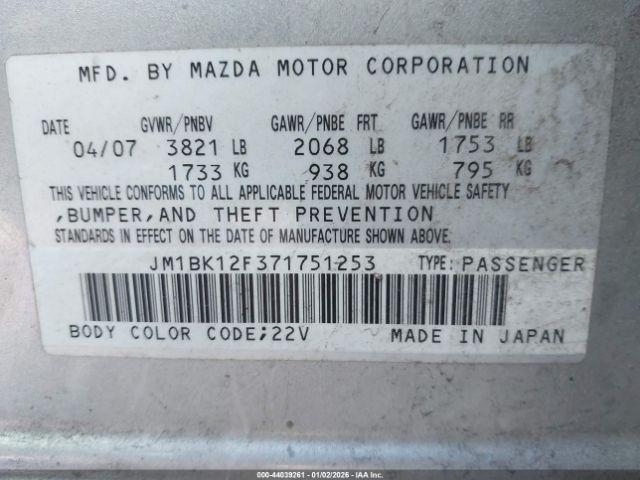 MFD. BY MAZDA MOTOR CORPORATION
DATE GVWR/PNBV GAWR/PNBE FRT GAWR/PNBE RR
04/07 3821 LB 2068 LB 1753 LB
1733 KG 938 KG 795 KG
THIS VEHICLE CONFORMS TO ALL APPLICABLE FEDERAL MOTOR VEHICLE SAFETY
,BUMPER,AND THEFT PREVENTION
STANDARDS IN EFFECT ON THE DATE OF MANUFACTURE SHOWN ABOVE.
JM1BK12F371751253 TYPE: PASSENGER
BODY COLOR CODE;22V MADE IN JAPAN
000-44039261 - 01/02/2026 - IAA Inc.